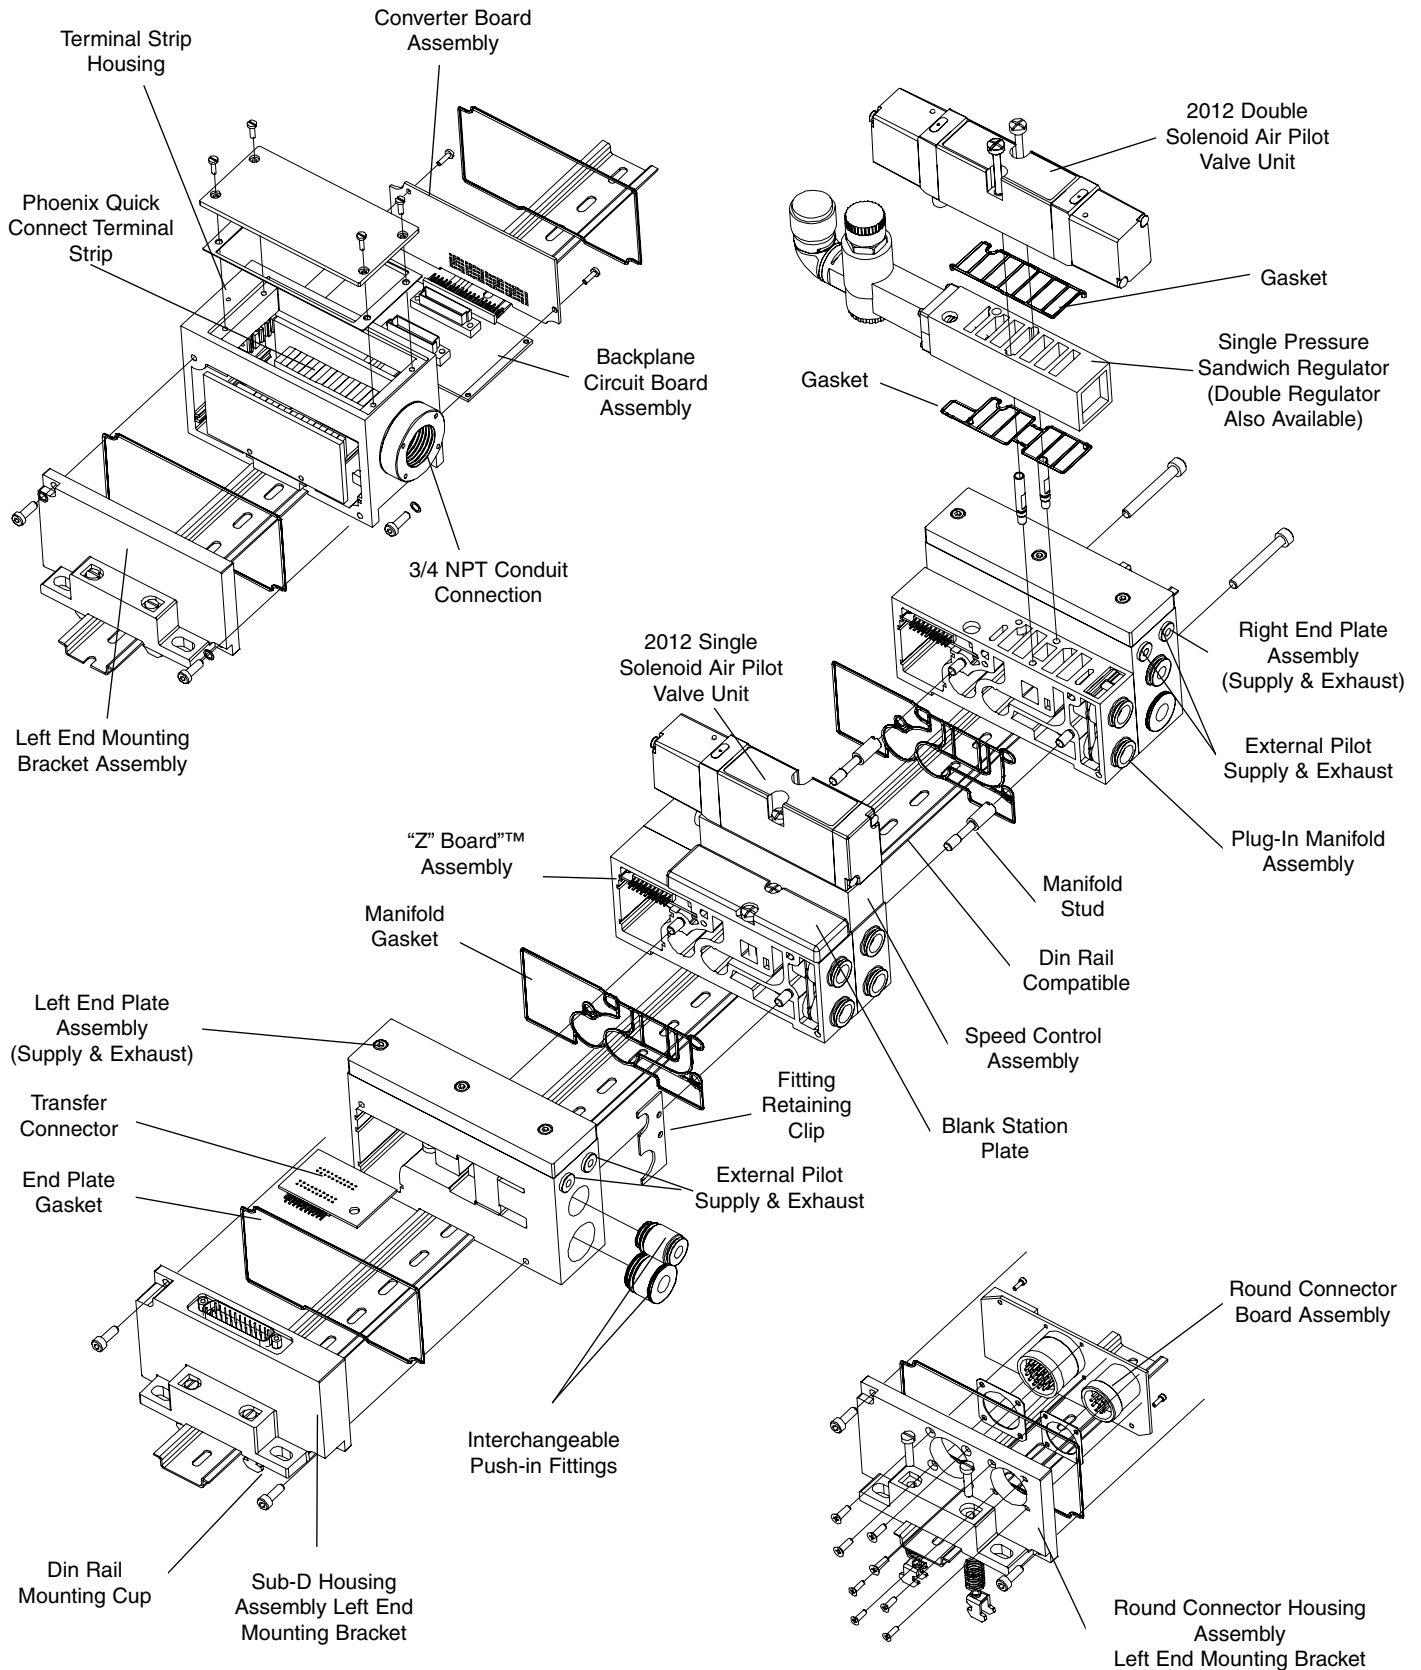 Converter Board
Assembly
Terminal Strip
Housing
2012 Double
Solenoid Air Pilot
Valve Unit
Phoenix Quick
Connect Terminal
Strip
Gasket
Single Pressure
Sandwich Regulator
(Double Regulator
Also Available)
Backplane
Circuit Board
Assembly
Gasket
3/4 NPT Conduit
Connection
2012 Single
Solenoid Air Pilot
Valve Unit
Right End Plate
Assembly
(Supply & Exhaust)
Left End Mounting
Bracket Assembly
External Pilot
Supply & Exhaust
“Z” Board”™
Assembly
Plug-In Manifold
Assembly
Manifold
Stud
Manifold
Gasket
Din Rail
Compatible
Left End Plate
Assembly
(Supply & Exhaust)
Speed Control
Assembly
Fitting
Retaining
Clip
Transfer
Connector
Blank Station
Plate
End Plate
Gasket
External Pilot
Supply & Exhaust
Round Connector
Board Assembly
Interchangeable
Push-in Fittings
Din Rail
Mounting Cup
Sub-D Housing
Assembly Left End
Mounting Bracket
Round Connector Housing
Assembly
Left End Mounting Bracket